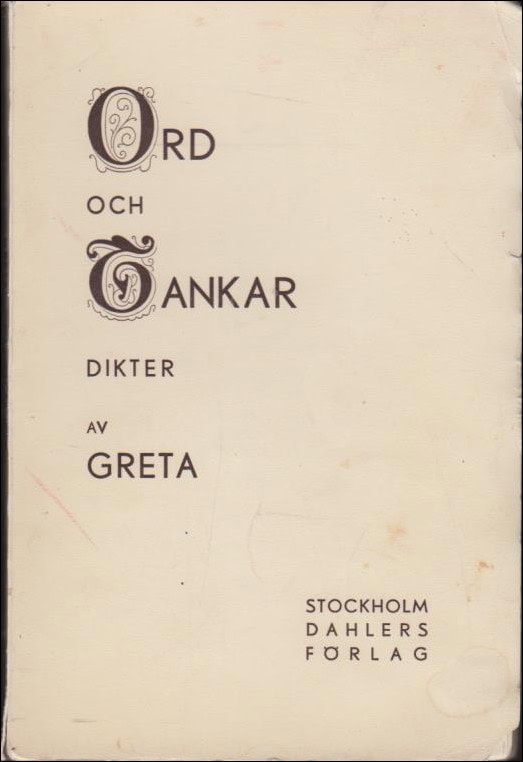 ORD
OCH
TANKAR
DIKTER
AV
GRETA
STOCKHOLM
DAHLERS
FÖRLAG